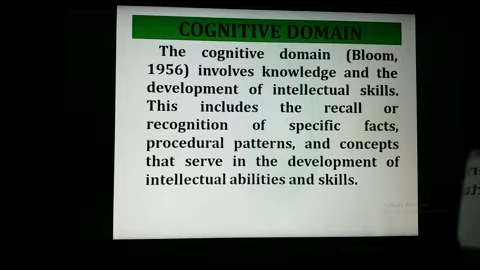 COGNITIVE DOMAIN
The cognitive domain (Bloom,
1956) involves knowledge and the
development of intellectual skills.
This includes the recall or
recognition of specific facts,
procedural patterns, and concepts
that serve in the development of
intellectual abilities and skills.